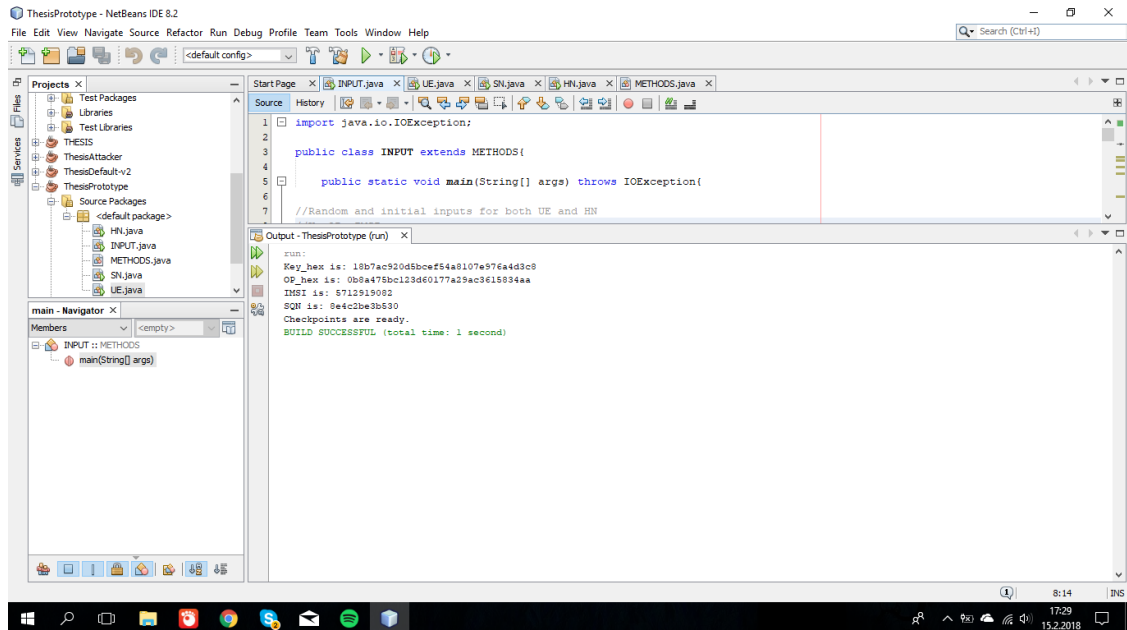 ThesisPrototype - NetBeans IDE 8.2
File Edit View Navigate Source Refactor Run Debug Profile Team Tools Window Help
Search (Ctrl+I)
<default config>
Projects
Files
Services
Test Packages
Libraries
Test Libraries
THESIS
ThesisAttacker
ThesisDefault-v2
ThesisPrototype
Source Packages
<default package>
HN.java
INPUT.java
METHODS.java
SN.java
UE.java
main - Navigator
Members
<empty>
INPUT :: METHODS
main(String[] args)
Start Page INPUT.java UE.java SN.java HN.java METHODS.java
Source History
1 import java.io.IOException;
2
3 public class INPUT extends METHODS{
4
5 public static void main(String[] args) throws IOException{
6
7 //Random and initial inputs for both UE and HN
Output - ThesisPrototype (run)
run:
Key_hex is: 18b7ac920d5bcef54a8107e976a4d3c8
OP_hex is: 0b8a475bc123d60177a29ac3615834aa
IMSI is: 5712919082
SQN is: 8e4c2be3b530
Checkpoints are ready.
BUILD SUCCESSFUL (total time: 1 second)
1
8:14
INS
17:29
15.2.2018